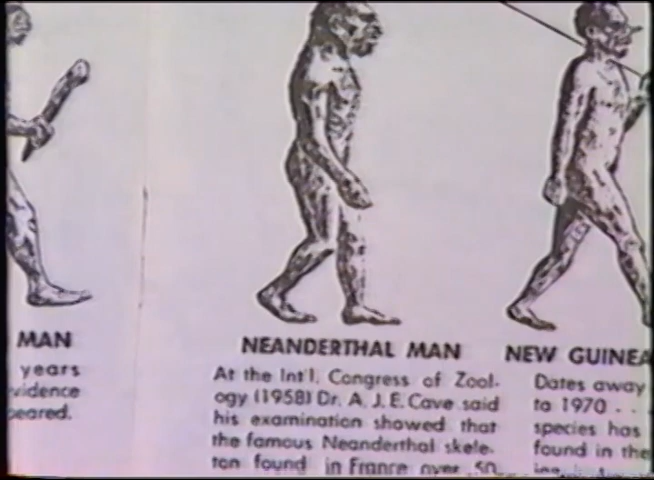 MAN
years
evidence
peared.
NEANDERTHAL MAN
At the Int'l. Congress of Zool-
ogy (1958) Dr. A. J. E. Cave said
his examination showed that
the famous Neanderthal skele-
ton found in France over 50
NEW GUINEA
Dates away
to 1970 . .
species has
found in the